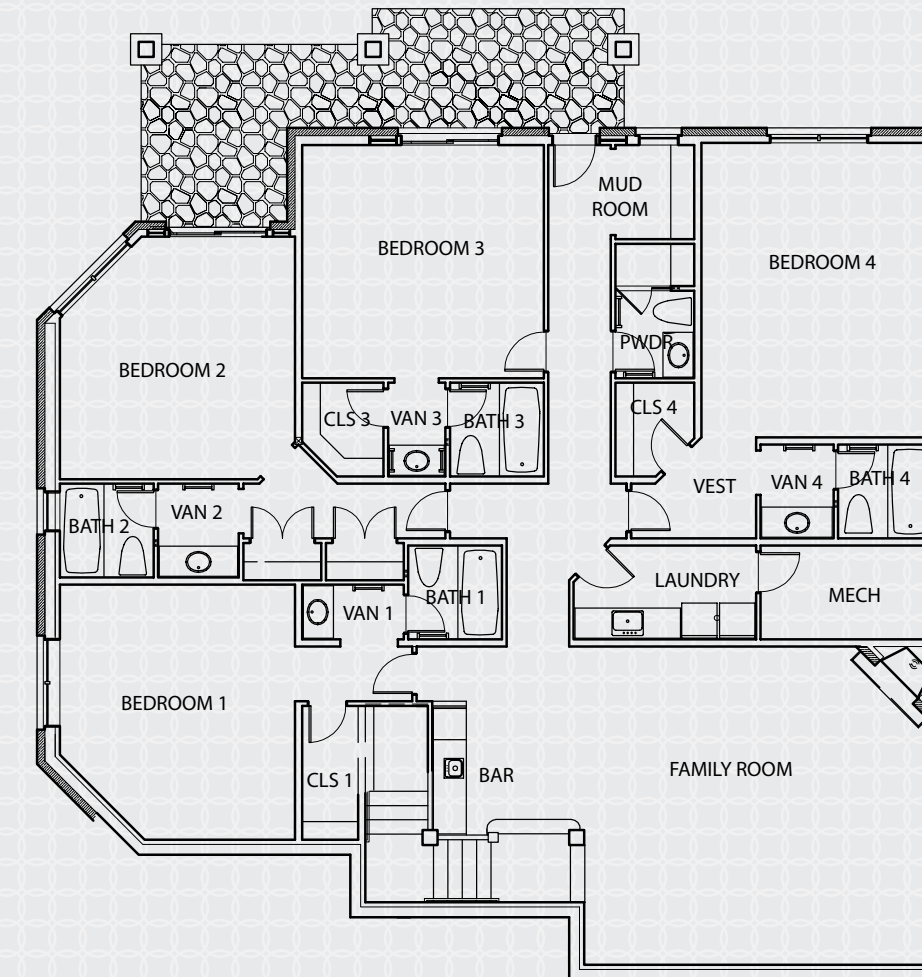 MUD
ROOM
BEDROOM 3
BEDROOM 4
PWDR
BEDROOM 2
CLS 3
VAN 3
BATH 3
CLS 4
VEST
VAN 4
BATH 4
BATH 2
VAN 2
LAUNDRY
MECH
BATH 1
VAN 1
BEDROOM 1
FAMILY ROOM
CLS 1
BAR